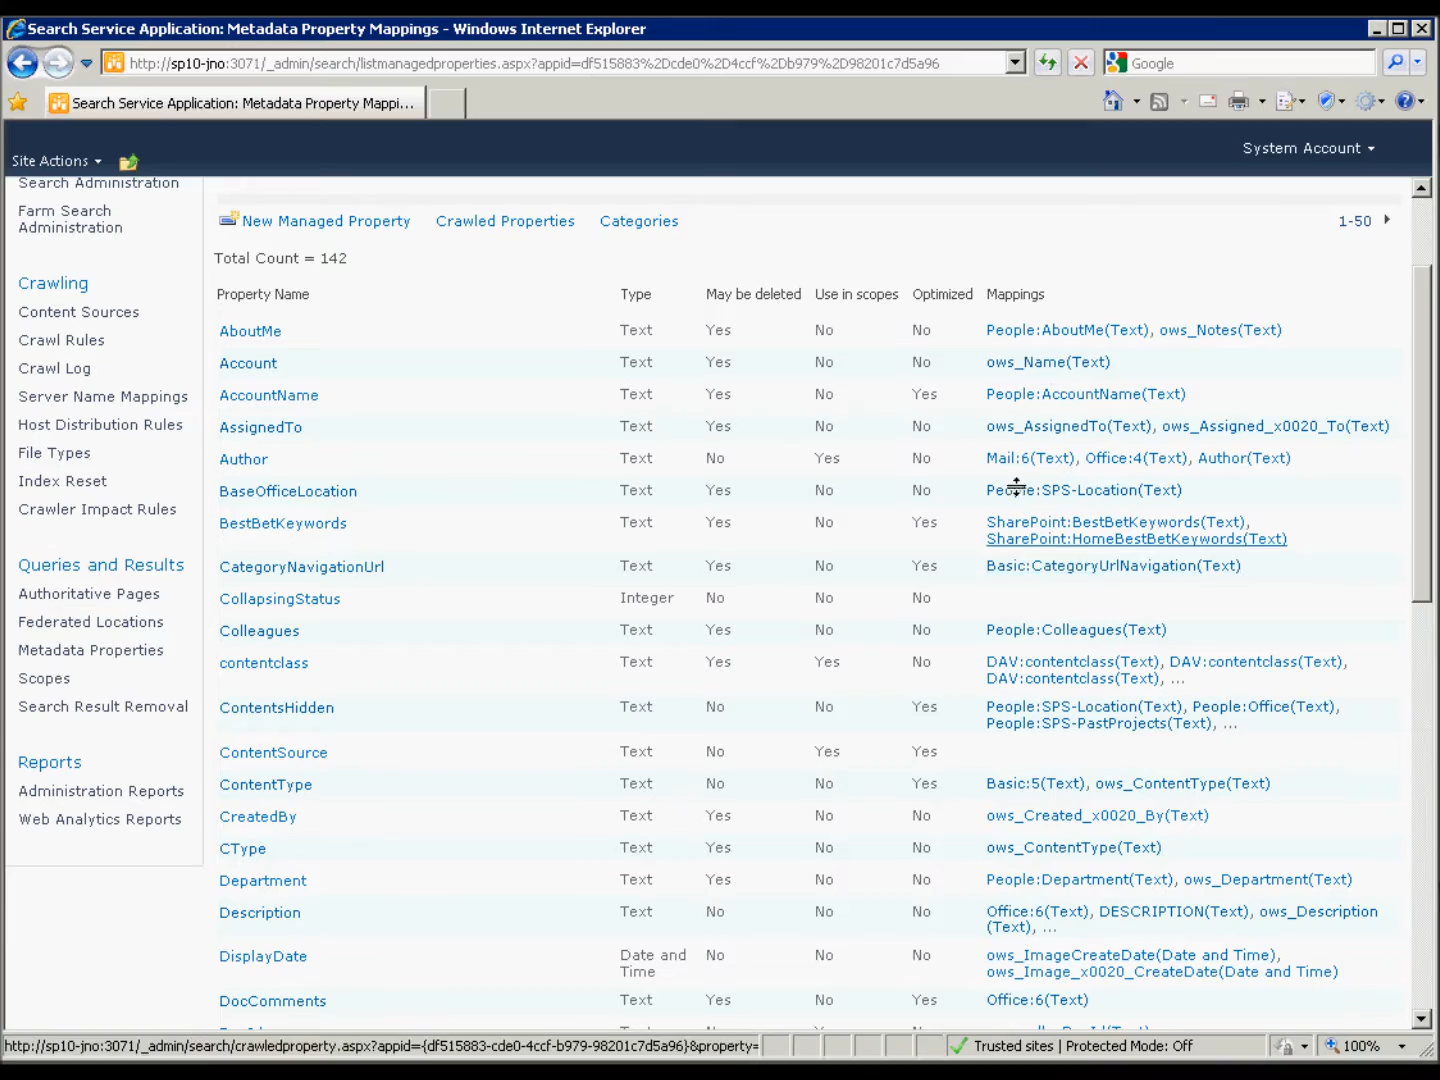 Search Service Application: Metadata Property Mappings - Windows Internet Explorer
http://sp10-jno:3071/_admin/search/listmanagedproperties.aspx?appid=df515883%2Dcde0%2D4ccf%2Db979%2D98201c7d5a96
Google
Search Service Application: Metadata Property Mappi...
System Account
Site Actions
Search Administration
Farm Search
Administration
Crawling
Content Sources
Crawl Rules
Crawl Log
Server Name Mappings
Host Distribution Rules
File Types
Index Reset
Crawler Impact Rules
Queries and Results
Authoritative Pages
Federated Locations
Metadata Properties
Scopes
Search Result Removal
Reports
Administration Reports
Web Analytics Reports
New Managed Property Crawled Properties Categories 1-50
Total Count = 142
Property Name Type May be deleted Use in scopes Optimized Mappings
AboutMe Text Yes No No People:AboutMe(Text), ows_Notes(Text)
Account Text Yes No No ows_Name(Text)
AccountName Text Yes No Yes People:AccountName(Text)
AssignedTo Text Yes No No ows_AssignedTo(Text), ows_Assigned_x0020_To(Text)
Author Text No Yes No Mail:6(Text), Office:4(Text), Author(Text)
BaseOfficeLocation Text Yes No No People:SPS-Location(Text)
BestBetKeywords Text Yes No Yes SharePoint:BestBetKeywords(Text),
SharePoint:HomeBestBetKeywords(Text)
CategoryNavigationUrl Text Yes No Yes Basic:CategoryUrlNavigation(Text)
CollapsingStatus Integer No No No
Colleagues Text Yes No No People:Colleagues(Text)
contentclass Text Yes Yes No DAV:contentclass(Text), DAV:contentclass(Text),
DAV:contentclass(Text), ...
ContentsHidden Text No No Yes People:SPS-Location(Text), People:Office(Text),
People:SPS-PastProjects(Text), ...
ContentSource Text No Yes Yes
ContentType Text No No Yes Basic:5(Text), ows_ContentType(Text)
CreatedBy Text Yes No No ows_Created_x0020_By(Text)
CType Text Yes No No ows_ContentType(Text)
Department Text Yes No No People:Department(Text), ows_Department(Text)
Description Text No No No Office:6(Text), DESCRIPTION(Text), ows_Description
(Text), ...
DisplayDate Date and No No No ows_ImageCreateDate(Date and Time),
Time ows_Image_x0020_CreateDate(Date and Time)
DocComments Text Yes No Yes Office:6(Text)
http://sp10-jno:3071/_admin/search/crawledproperty.aspx?appid={df515883-cde0-4ccf-b979-98201c7d5a96}&property=
Trusted sites | Protected Mode: Off
100%